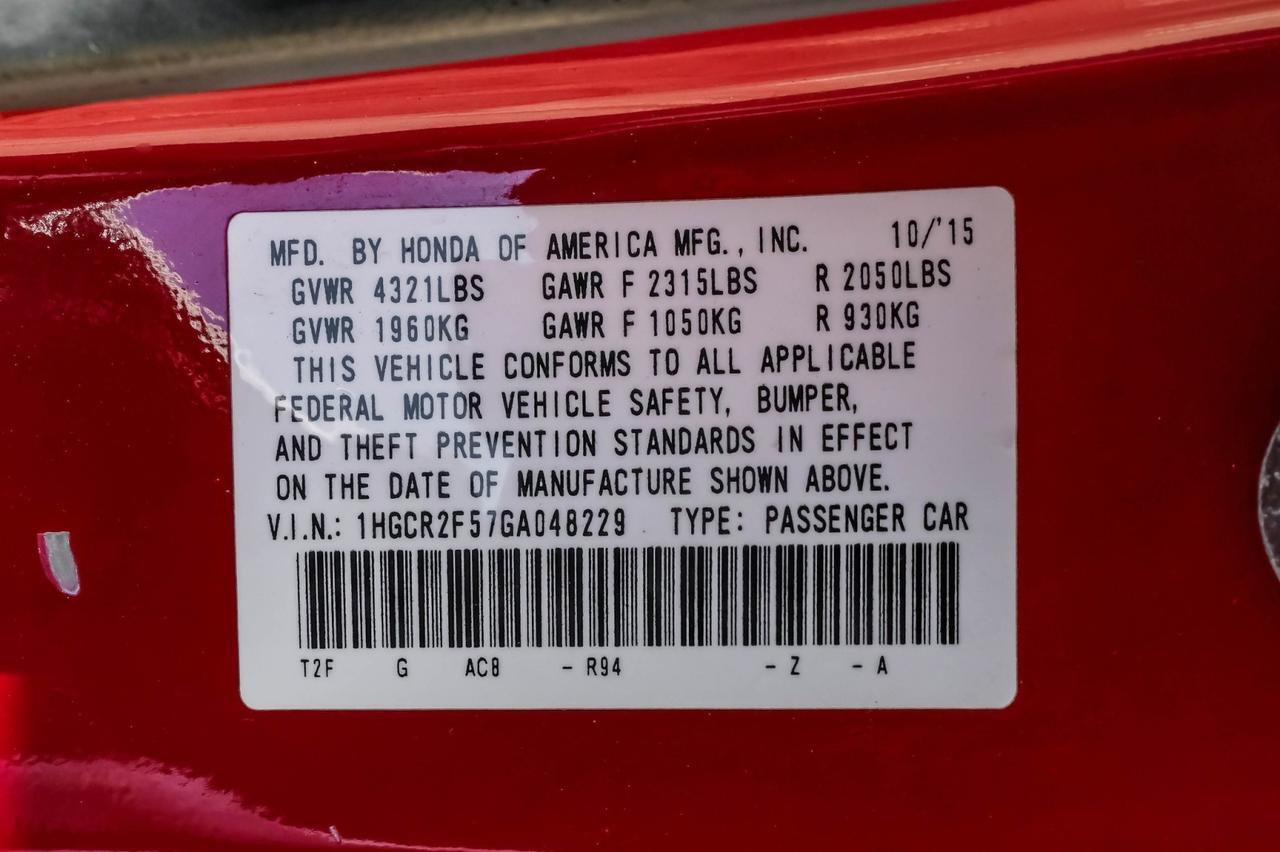 MFD. BY HONDA OF AMERICA MFG., INC. 10/'15
GVWR 4321LBS GAWR F 2315LBS R 2050LBS
GVWR 1960KG GAWR F 1050KG R 930KG
THIS VEHICLE CONFORMS TO ALL APPLICABLE
FEDERAL MOTOR VEHICLE SAFETY, BUMPER,
AND THEFT PREVENTION STANDARDS IN EFFECT
ON THE DATE OF MANUFACTURE SHOWN ABOVE.
V.I.N.: 1HGCR2F57GA048229 TYPE: PASSENGER CAR
T2F G AC8 - R94 - Z - A